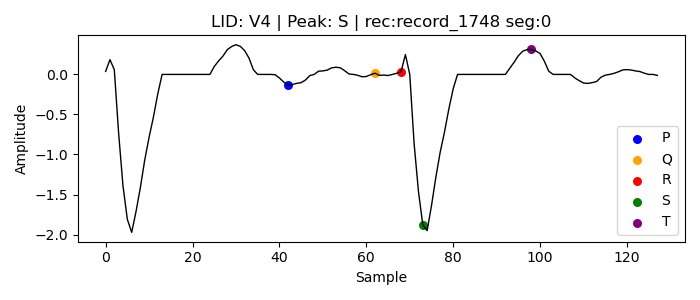 LID: V4 | Peak: S | rec:record_1748 seg:0
Amplitude
0.0
−0.5
−1.0
−1.5
−2.0
P
Q
R
S
T
0 20 40 60 80 100 120
Sample